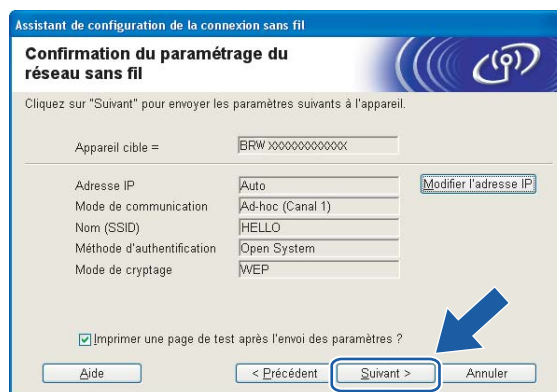 Assistant de configuration de la connexion sans fil
Confirmation du paramétrage du
réseau sans fil
Cliquez sur "Suivant" pour envoyer les paramètres suivants à l'appareil.
Appareil cible = BRW XXXXXXXXXXXX
Adresse IP Auto Modifier l'adresse IP
Mode de communication Ad-hoc (Canal 1)
Nom (SSID) HELLO
Méthode d'authentification Open System
Mode de cryptage WEP
Imprimer une page de test après l'envoi des paramètres ?
Aide < Précédent Suivant > Annuler